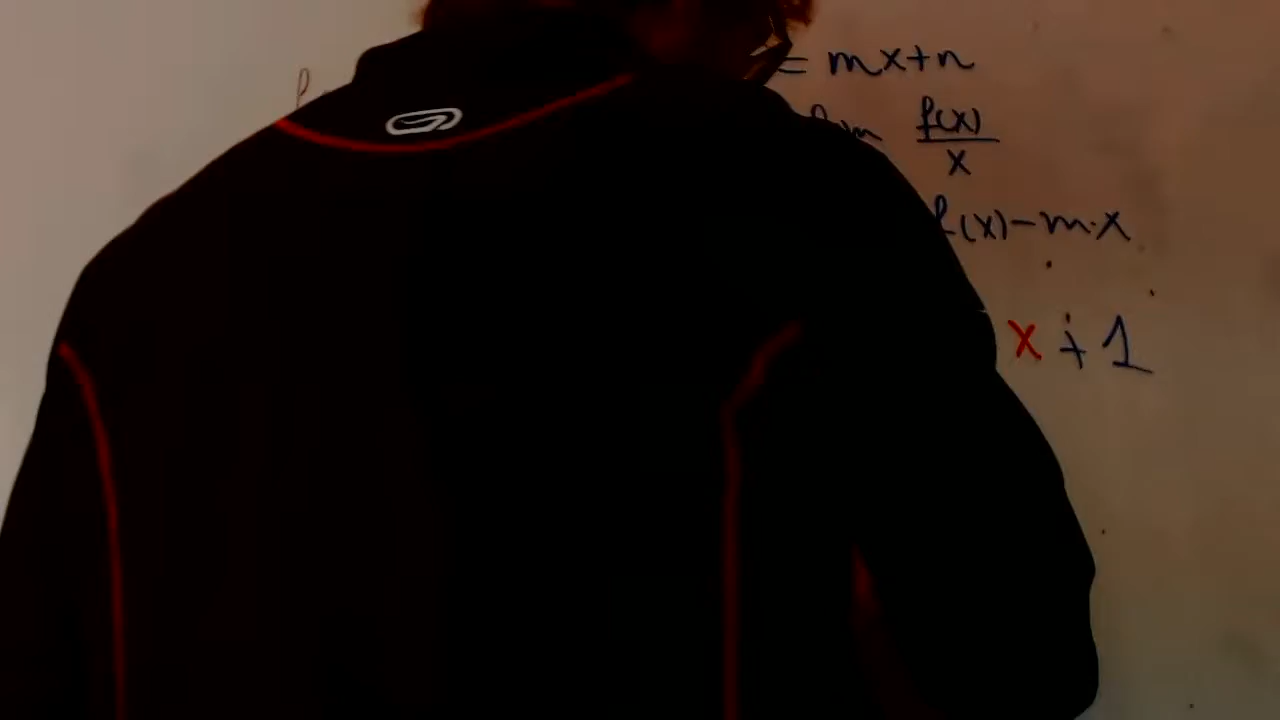 = mx+n
lim f(x)/x
f(x)-m·x
x + 1